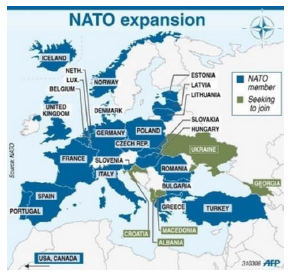 NATO expansion
ICELAND
NETH.
LUX.
BELGIUM
NORWAY
ESTONIA
LATVIA
LITHUANIA
NATO
member
Seeking
to join
UNITED
KINGDOM
DENMARK
SLOVAKIA
HUNGARY
GERMANY
POLAND
CZECH REP.
UKRAINE
FRANCE
SLOVENIA
ROMANIA
ITALY
BULGARIA
GEORGIA
SPAIN
PORTUGAL
GREECE
TURKEY
CROATIA
MACEDONIA
ALBANIA
USA, CANADA
Source: NATO
310308 AFP